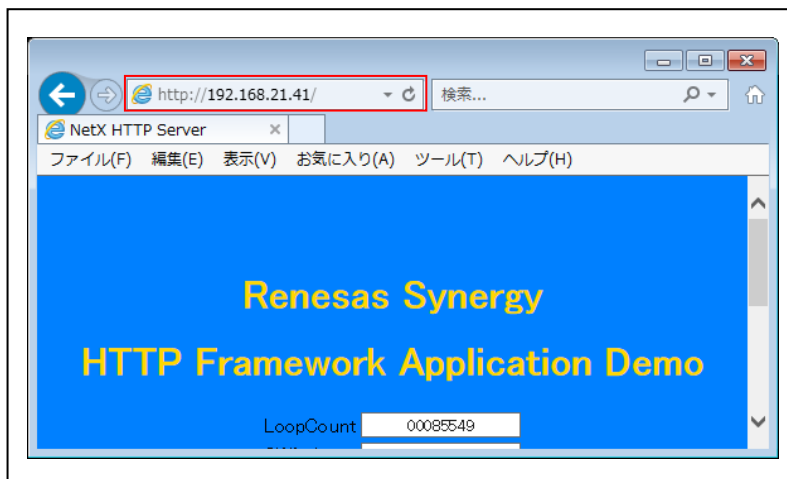 http://192.168.21.41/
検索...
NetX HTTP Server
ファイル(F) 編集(E) 表示(V) お気に入り(A) ツール(T) ヘルプ(H)
Renesas Synergy
HTTP Framework Application Demo
LoopCount 00085549